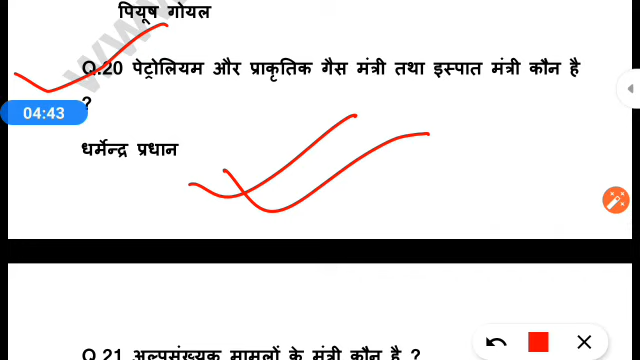 पियूष गोयल
Q.20 पेट्रोलियम और प्राकृतिक गैस मंत्री तथा इस्पात मंत्री कौन है
?
04:43
धर्मेन्द्र प्रधान
Q.21 अल्पसंख्यक मामलों के मंत्री कौन है ?